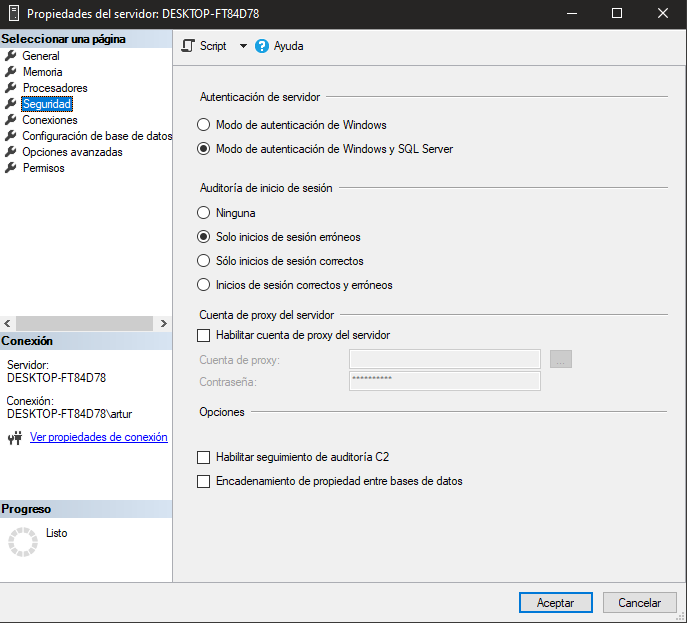 Propiedades del servidor: DESKTOP-FT84D78
Seleccionar una página
General
Memoria
Procesadores
Seguridad
Conexiones
Configuración de base de datos
Opciones avanzadas
Permisos
Conexión
Servidor:
DESKTOP-FT84D78
Conexión:
DESKTOP-FT84D78\artur
Ver propiedades de conexión
Progreso
Listo
Script
Ayuda
Autenticación de servidor
Modo de autenticación de Windows
Modo de autenticación de Windows y SQL Server
Auditoría de inicio de sesión
Ninguna
Solo inicios de sesión erróneos
Sólo inicios de sesión correctos
Inicios de sesión correctos y erróneos
Cuenta de proxy del servidor
Habilitar cuenta de proxy del servidor
Cuenta de proxy:
...
Contraseña:
**********
Opciones
Habilitar seguimiento de auditoría C2
Encadenamiento de propiedad entre bases de datos
Aceptar
Cancelar